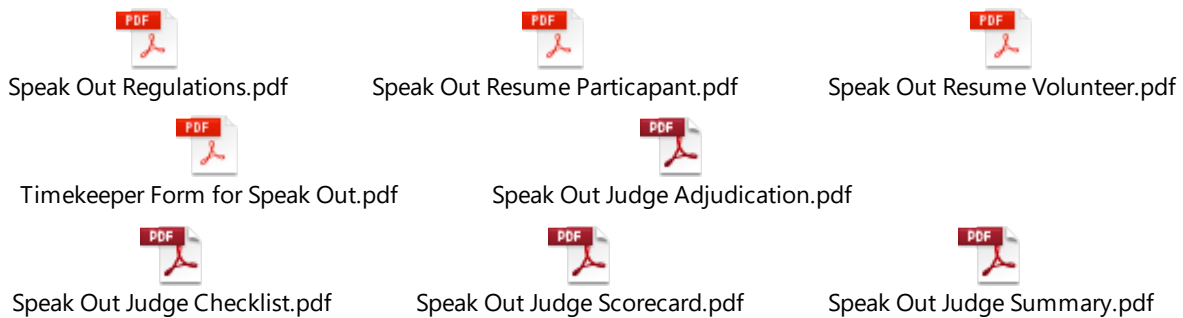 PDF PDF PDF
Speak Out Regulations.pdf Speak Out Resume Particapant.pdf Speak Out Resume Volunteer.pdf
PDF PDF
Timekeeper Form for Speak Out.pdf Speak Out Judge Adjudication.pdf
PDF PDF PDF
Speak Out Judge Checklist.pdf Speak Out Judge Scorecard.pdf Speak Out Judge Summary.pdf